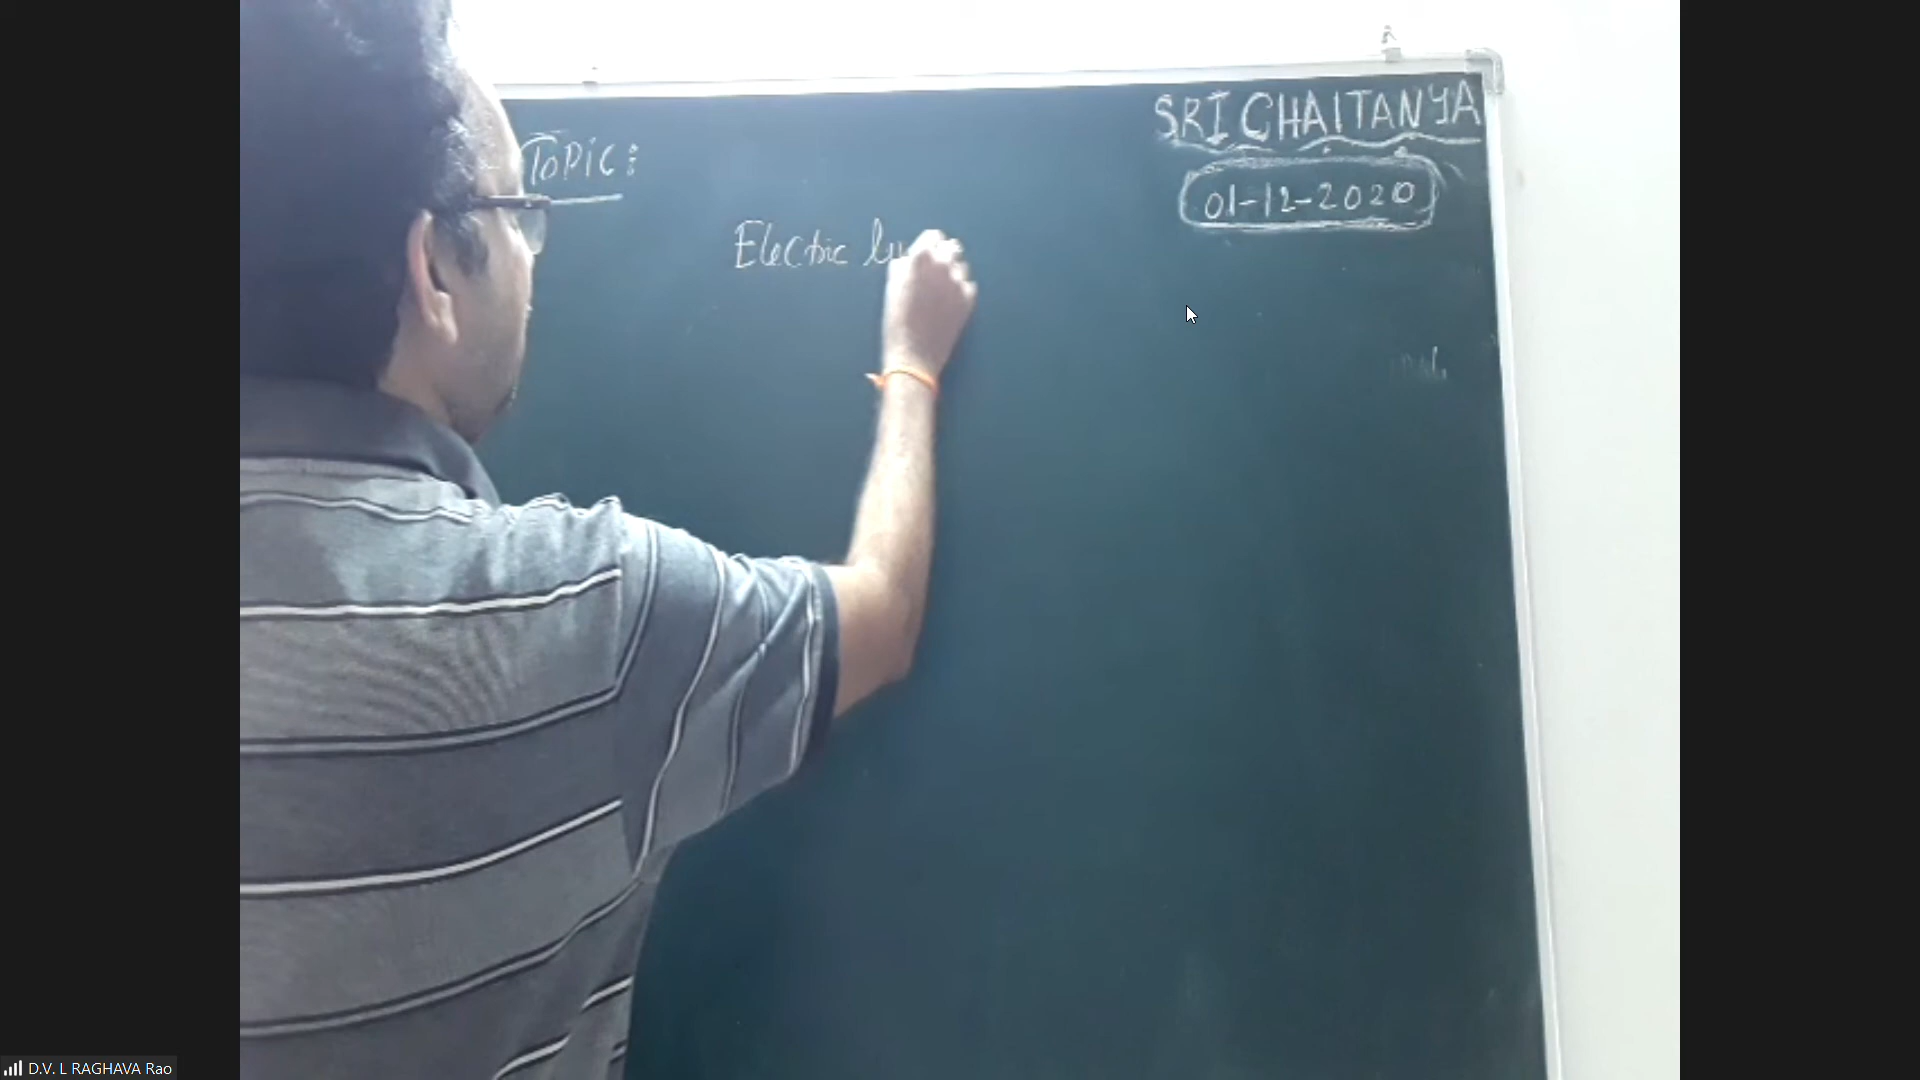 SRI CHAITANYA
TOPIC:
01-12-2020
Electric
D.V. L RAGHAVA Rao